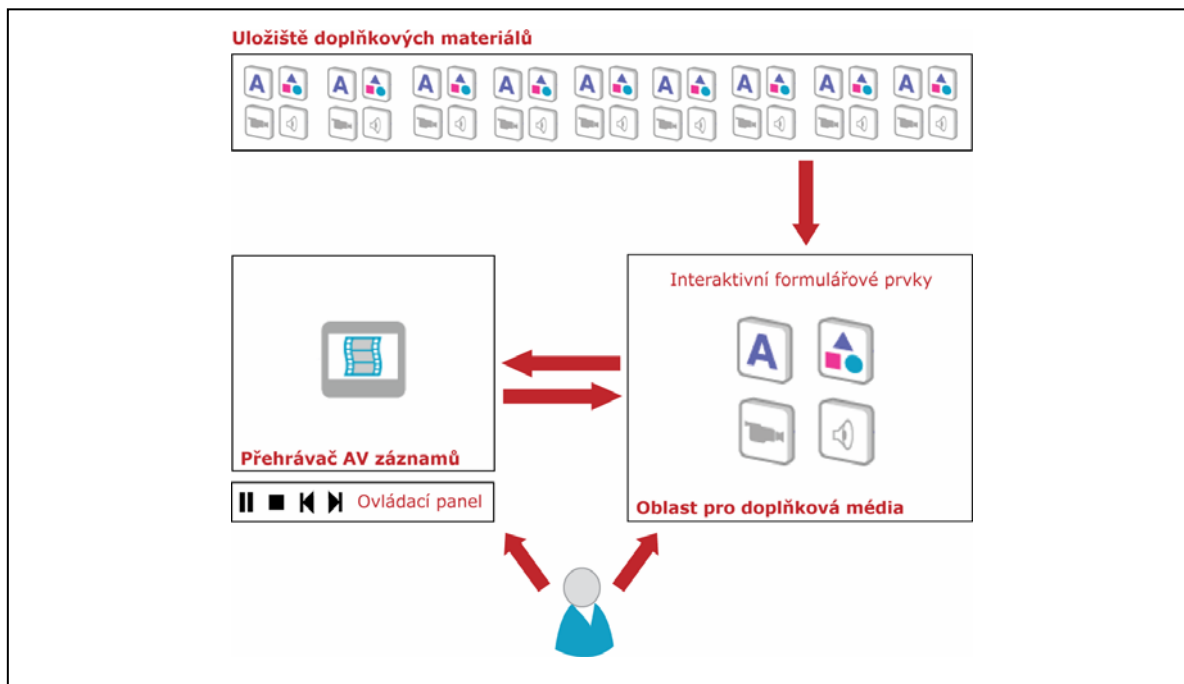 Uložiště doplňkových materiálů
A A A A A A A A A
Interaktivní formulářové prvky
A
Přehrávač AV záznamů
Ovládací panel
Oblast pro doplňková média